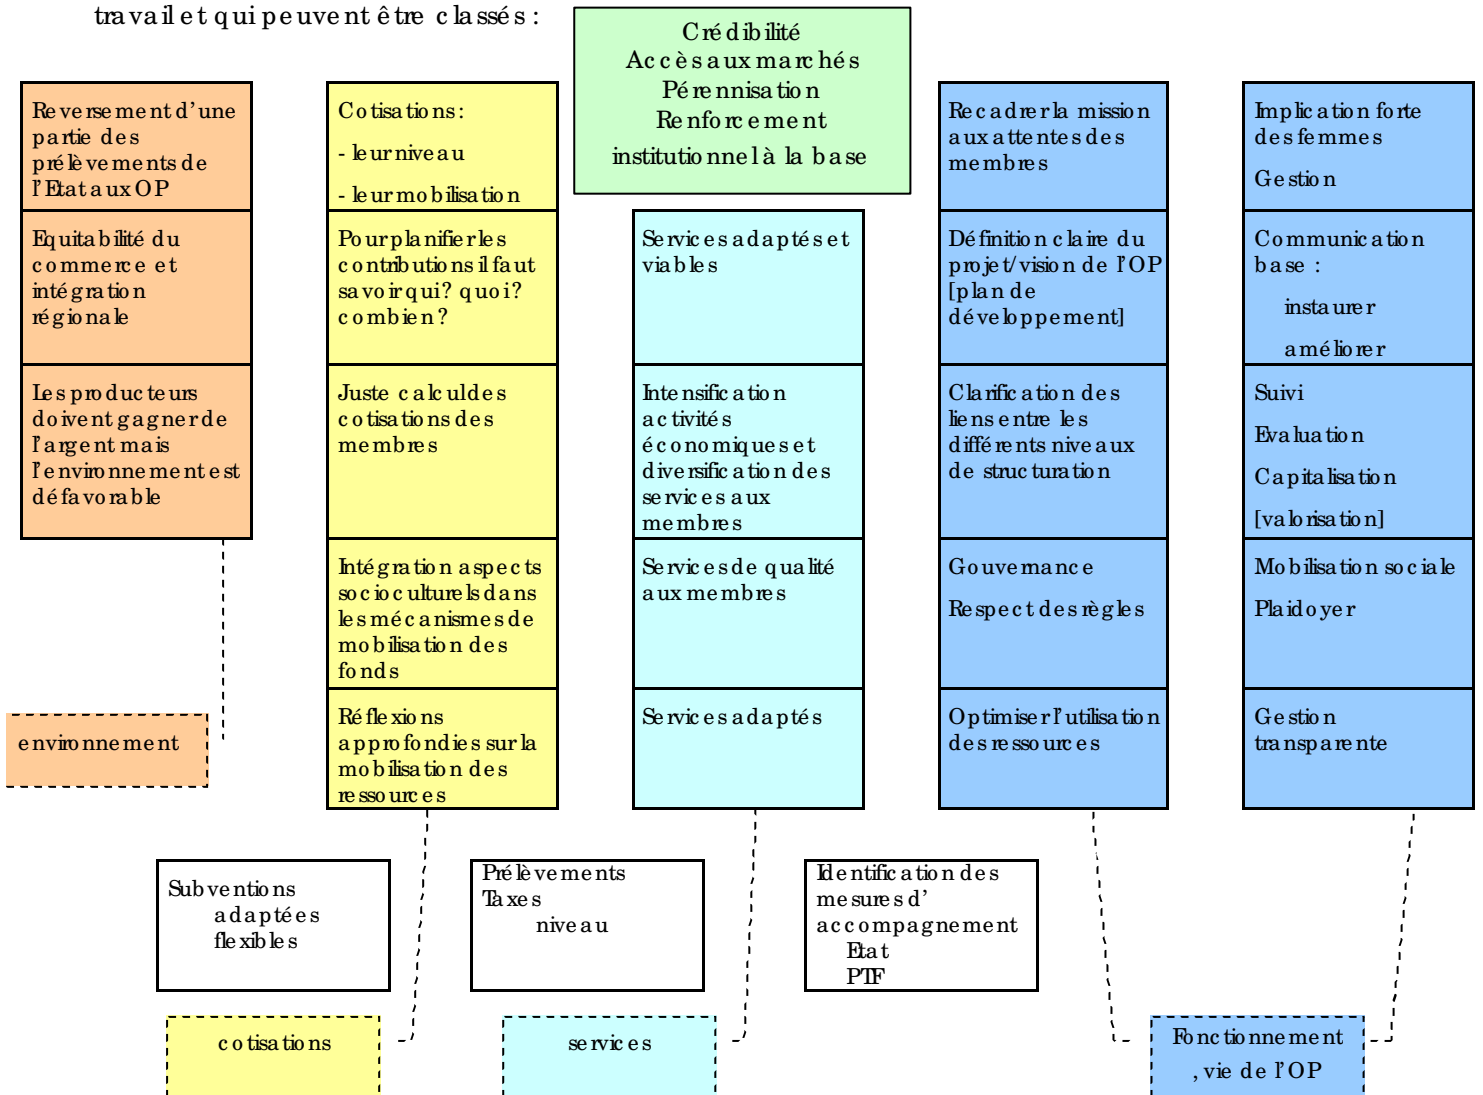 travail et qui peuvent être classés :
Crédibilité
Accès aux marchés
Pérennisation
Renforcement
institutionnel à la base
Reversement d’une
partie des
prélèvements de
l’Etat aux OP
Equitabilité du
commerce et
intégration
régionale
Les producteurs
doivent gagner de
l’argent mais
l’environnement est
défavorable
environnement
Cotisations :
- leur niveau
- leur mobilisation
Pour planifier les
contributions il faut
savoir qui ? quoi ?
combien ?
Juste calcul des
cotisations des
membres
Intégration aspects
socioculturels dans
les mécanismes de
mobilisation des
fonds
Réflexions
approfondies sur la
mobilisation des
ressources
Services adaptés et
viables
Intensification
activités
économiques et
diversification des
services aux
membres
Services de qualité
aux membres
Services adaptés
Recadrer la mission
aux attentes des
membres
Définition claire du
projet/vision de l’OP
[plan de
développement]
Clarification des
liens entre les
différents niveaux
de structuration
Gouvernance
Respect des règles
Optimiser l’utilisation
des ressources
Implication forte
des femmes
Gestion
Communication
base :
instaurer
améliorer
Suivi
Evaluation
Capitalisation
[valorisation]
Mobilisation sociale
Plaidoyer
Gestion
transparente
Subventions
adaptées
flexibles
Prélèvements
Taxes
niveau
Identification des
mesures d’
accompagnement
Etat
PTF
cotisations
services
Fonctionnement
, vie de l’OP